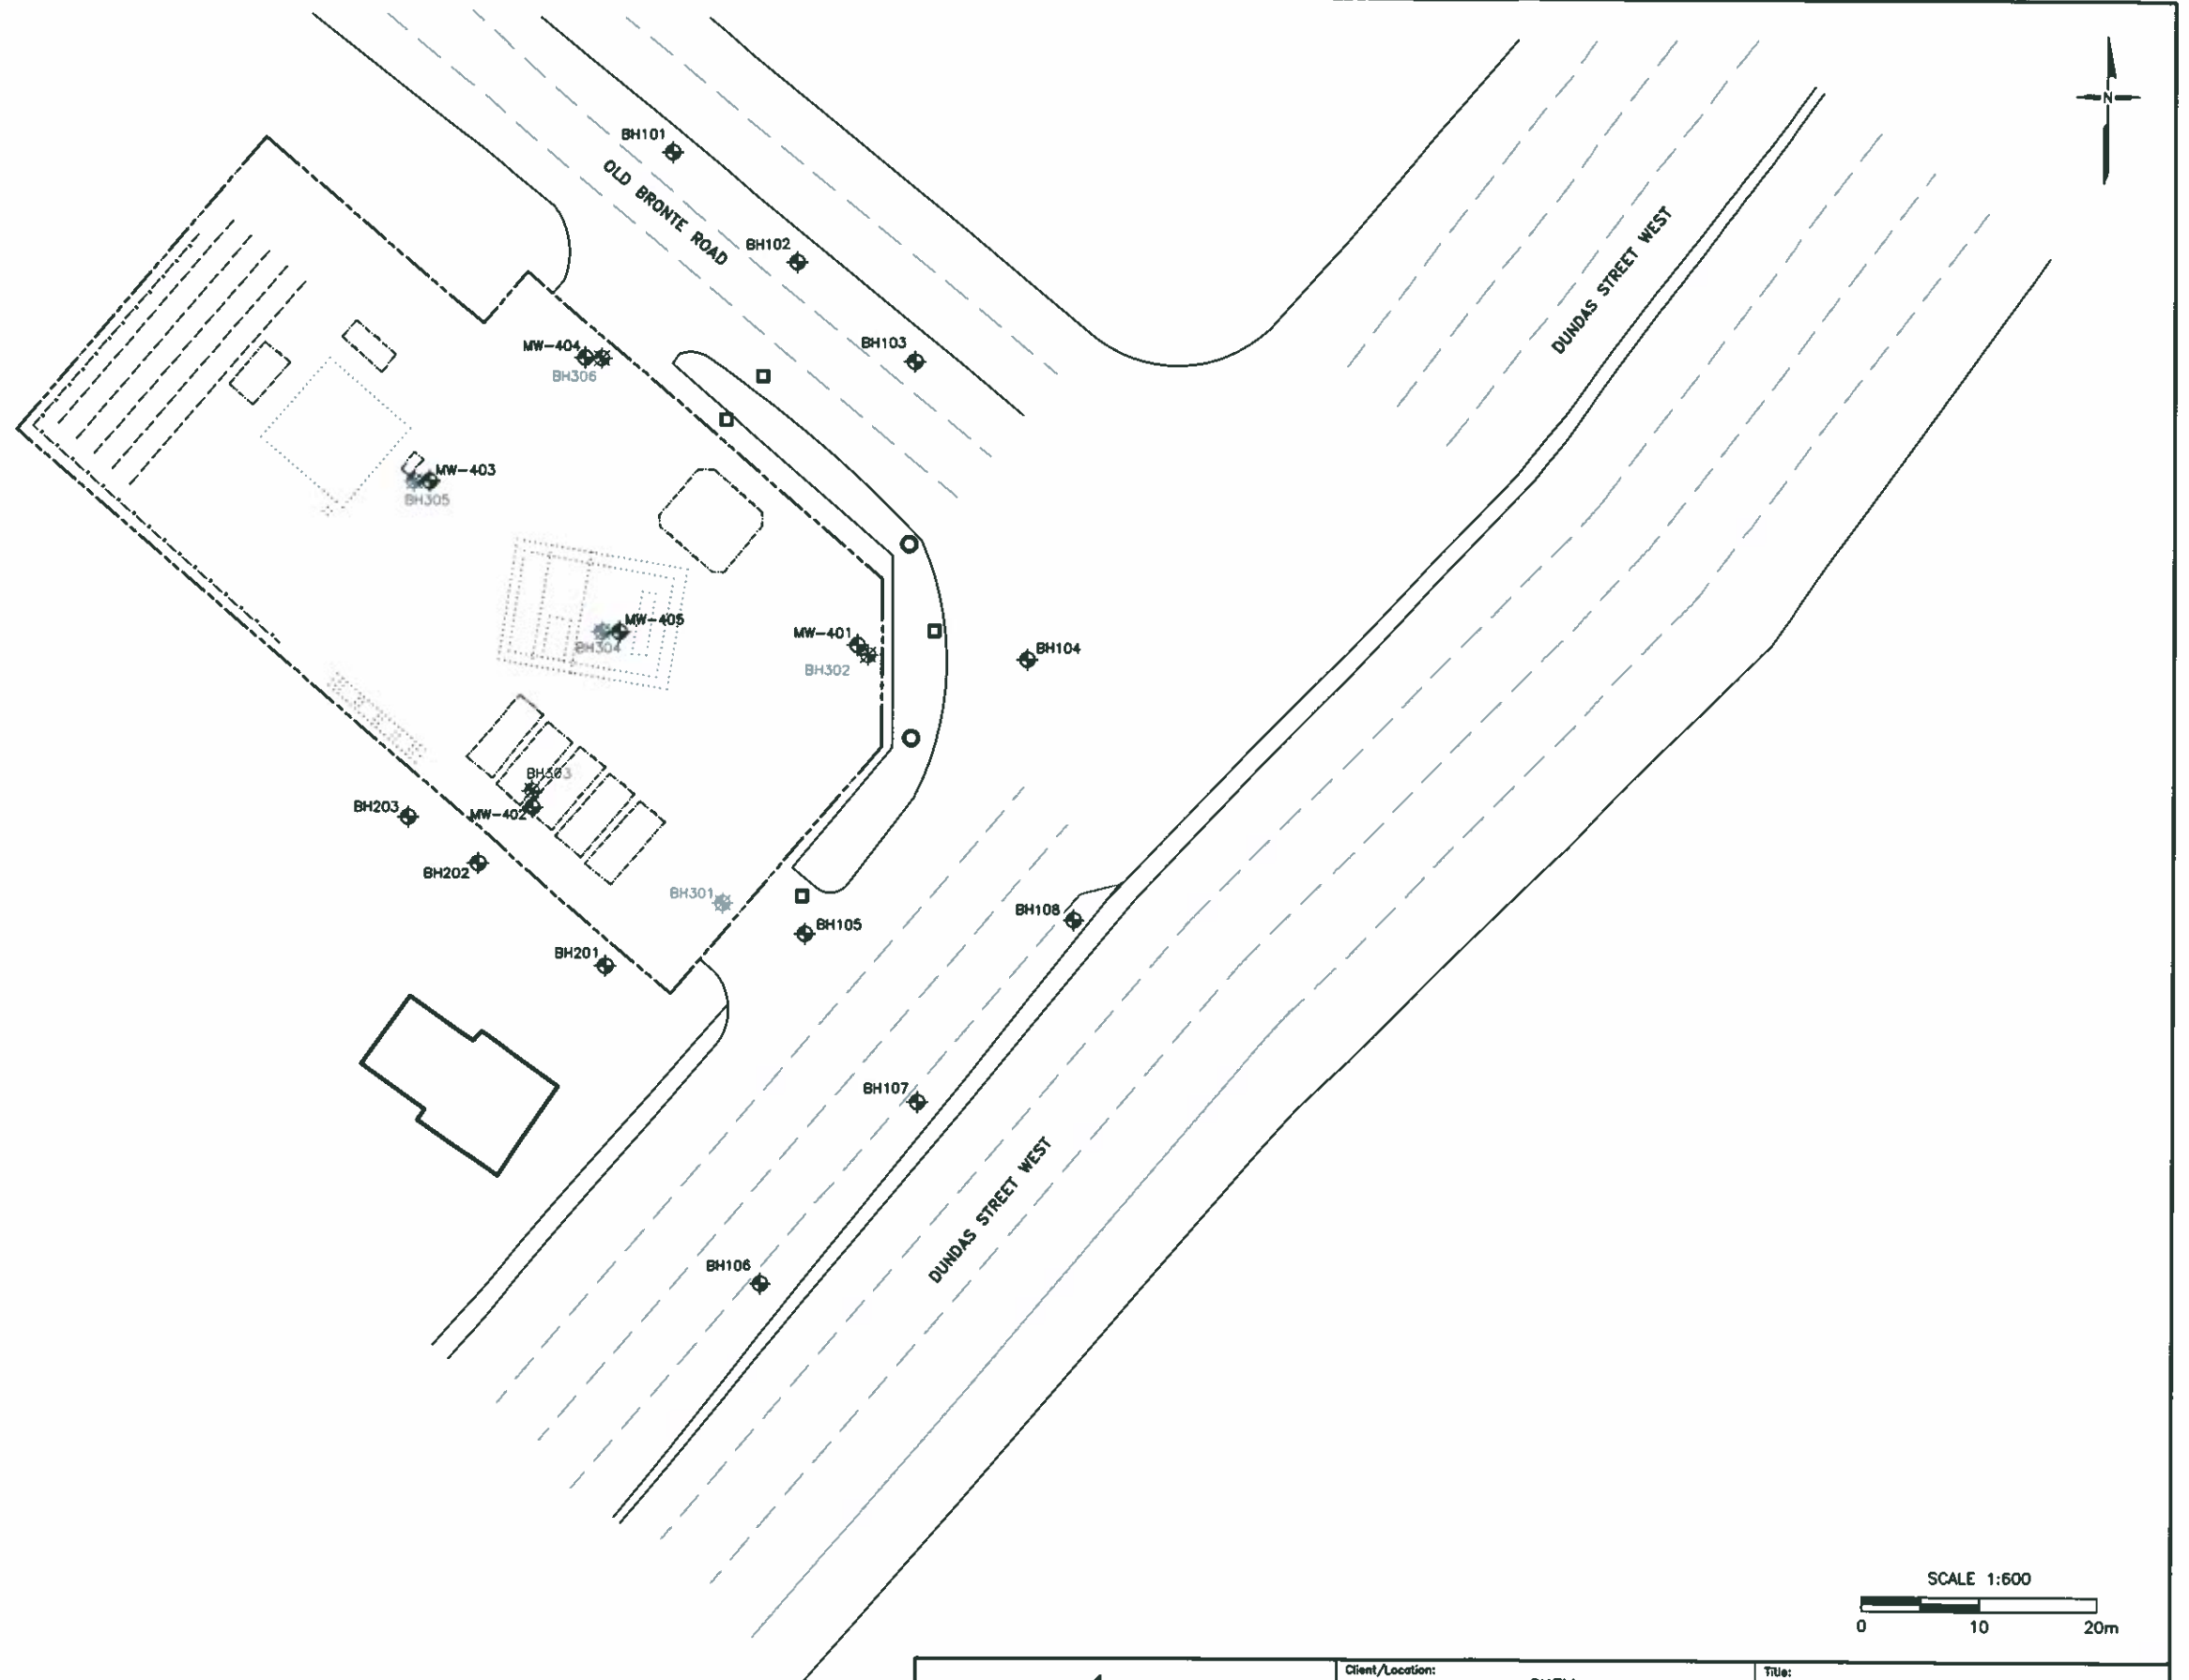 BH101
OLD BRONTE ROAD
N
BH102
DUNDAS STREET WEST
BH103
MW-404
BH306
MW-403
BH305
MW-405
BH304
MW-401
BH302
BH104
BH303
MW-402
BH203
BH202
BH301
BH108
BH105
BH201
BH107
DUNDAS STREET WEST
BH106
SCALE 1:600
0 10 20m
Client/Location:
Title: